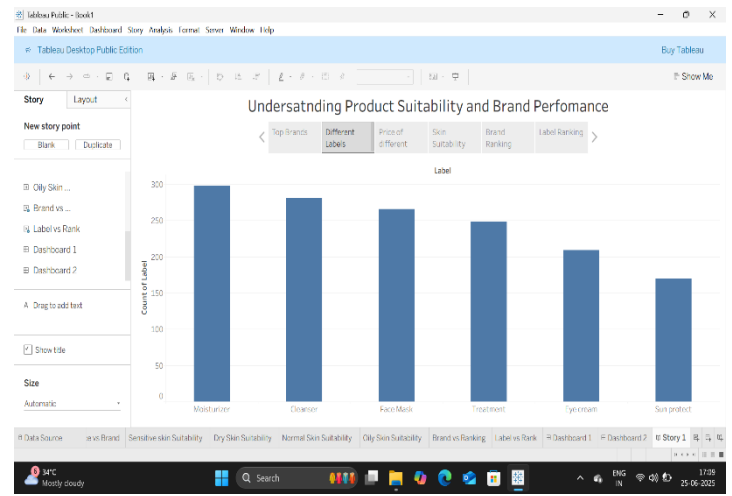 Tableau Public - Book1
File Data Worksheet Dashboard Story Analysis Format Server Window Help
Tableau Desktop Public Edition
Buy Tableau
Show Me
Story
Layout
New story point
Blank
Duplicate
Oily Skin ...
Brand vs ...
Label vs Rank
Dashboard 1
Dashboard 2
A Drag to add text
Show title
Size
Automatic
Undersatnding Product Suitability and Brand Perfomance
Top Brands
Different
Labels
Price of
different
Skin
Suitability
Brand
Ranking
Label Ranking
Label
300
250
200
150
100
50
0
Count of Label
Moisturizer
Cleanser
Face Mask
Treatment
Eye cream
Sun protect
Data Source
vs Brand
Sensitive skin Suitability
Dry Skin Suitability
Normal Skin Suitability
Oily Skin Suitability
Brand vs Ranking
Label vs Rank
Dashboard 1
Dashboard 2
Story 1
34°C
Mostly cloudy
Search
ENG
IN
17:09
25-06-2025